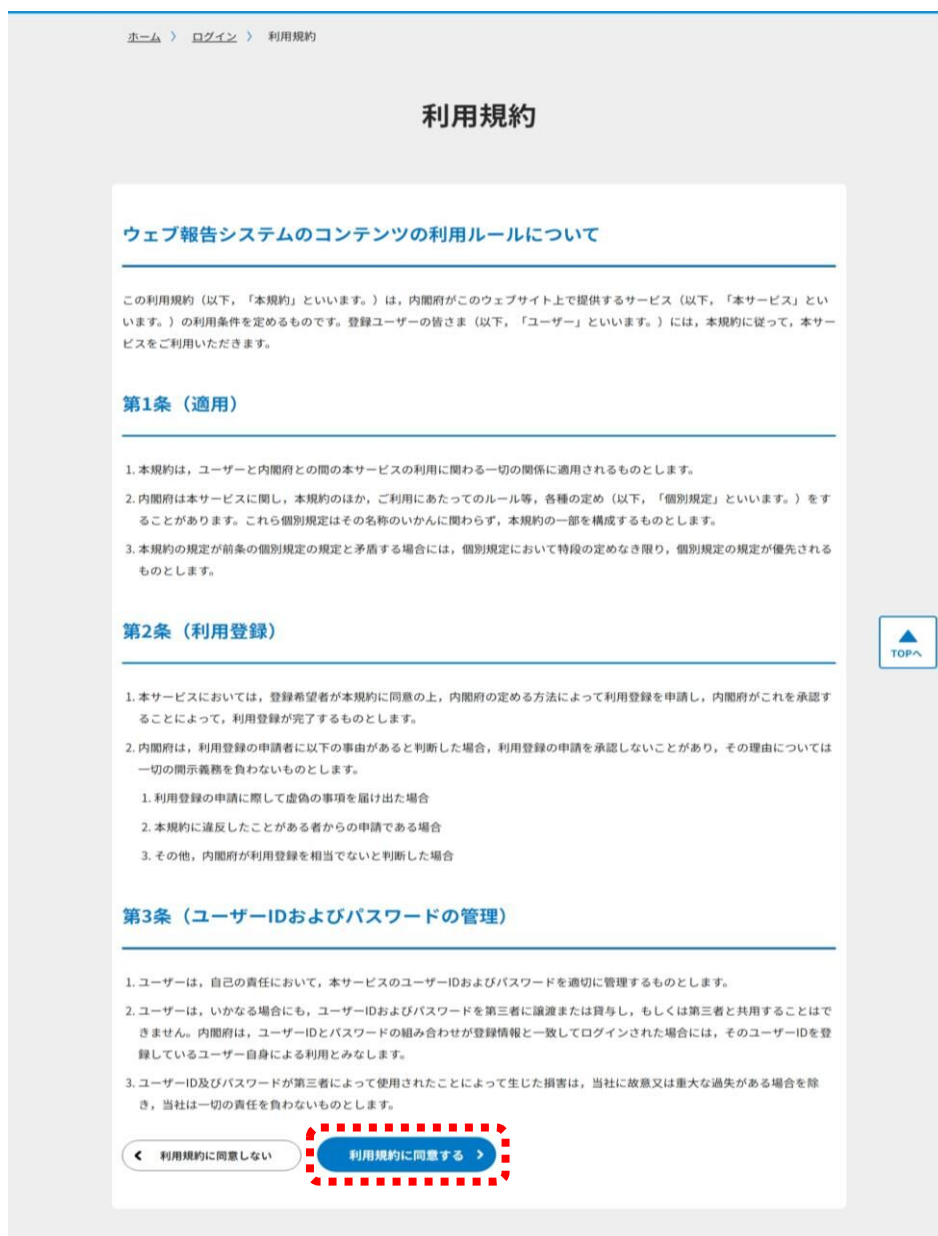 ホーム 〉 ログイン 〉 利用規約
利用規約
ウェブ報告システムのコンテンツの利用ルールについて
この利用規約（以下，「本規約」といいます。）は，内閣府がこのウェブサイト上で提供するサービス（以下，「本サービス」とい
います。）の利用条件を定めるものです。登録ユーザーの皆さま（以下，「ユーザー」といいます。）には，本規約に従って，本サー
ビスをご利用いただきます。
第1条（適用）
1. 本規約は，ユーザーと内閣府との間の本サービスの利用に関わる一切の関係に適用されるものとします。
2. 内閣府は本サービスに関し，本規約のほか，ご利用にあたってのルール等，各種の定め（以下，「個別規定」といいます。）をす
ることがあります。これら個別規定はその名称のいかんに関わらず，本規約の一部を構成するものとします。
3. 本規約の規定が前条の個別規定の規定と矛盾する場合には，個別規定において特段の定めなき限り，個別規定の規定が優先される
ものとします。
第2条（利用登録）
TOPへ
1. 本サービスにおいては，登録希望者が本規約に同意の上，内閣府の定める方法によって利用登録を申請し，内閣府がこれを承認す
ることによって，利用登録が完了するものとします。
2. 内閣府は，利用登録の申請者に以下の事由があると判断した場合，利用登録の申請を承認しないことがあり，その理由については
一切の開示義務を負わないものとします。
1. 利用登録の申請に際して虚偽の事項を届け出た場合
2. 本規約に違反したことがある者からの申請である場合
3. その他，内閣府が利用登録を相当でないと判断した場合
第3条（ユーザーIDおよびパスワードの管理）
1. ユーザーは，自己の責任において，本サービスのユーザーIDおよびパスワードを適切に管理するものとします。
2. ユーザーは，いかなる場合にも，ユーザーIDおよびパスワードを第三者に譲渡または貸与し，もしくは第三者と共用することはで
きません。内閣府は，ユーザーIDとパスワードの組み合わせが登録情報と一致してログインされた場合には，そのユーザーIDを登
録しているユーザー自身による利用とみなします。
3. ユーザーID及びパスワードが第三者によって使用されたことによって生じた損害は，当社に故意又は重大な過失がある場合を除
き，当社は一切の責任を負わないものとします。
利用規約に同意しない
利用規約に同意する